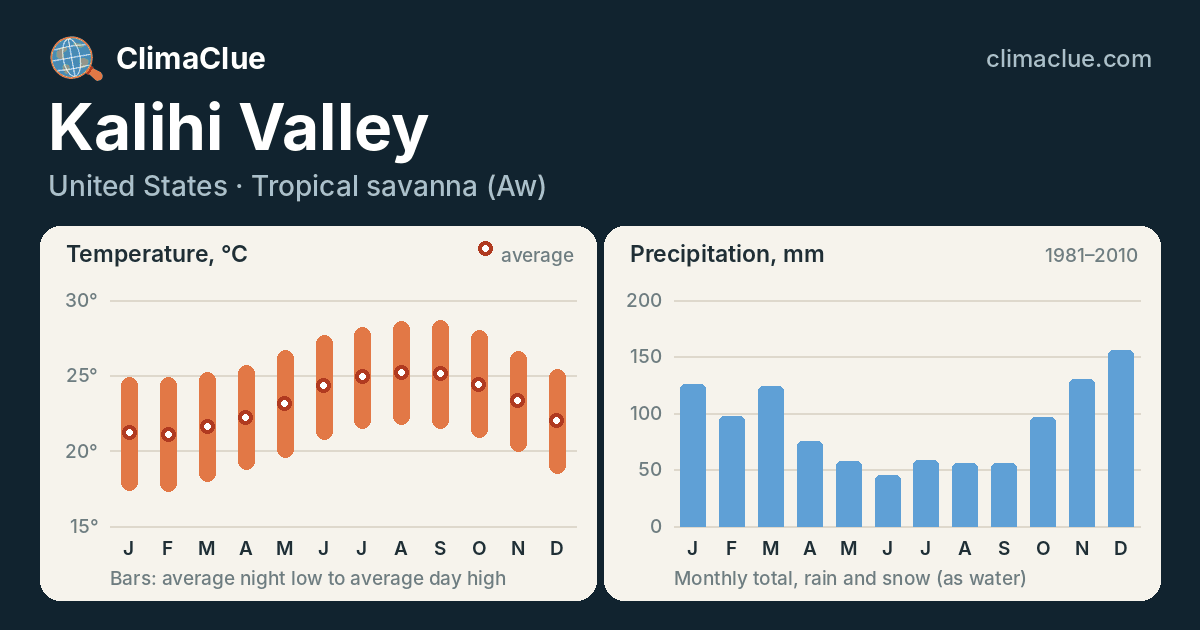 ClimaClue
climaclue.com
Kalihi Valley
United States · Tropical savanna (Aw)
Temperature, °C
average
30°
25°
20°
15°
J F M A M J J A S O N D
Bars: average night low to average day high
Precipitation, mm
1981–2010
200
150
100
50
0
J F M A M J J A S O N D
Monthly total, rain and snow (as water)